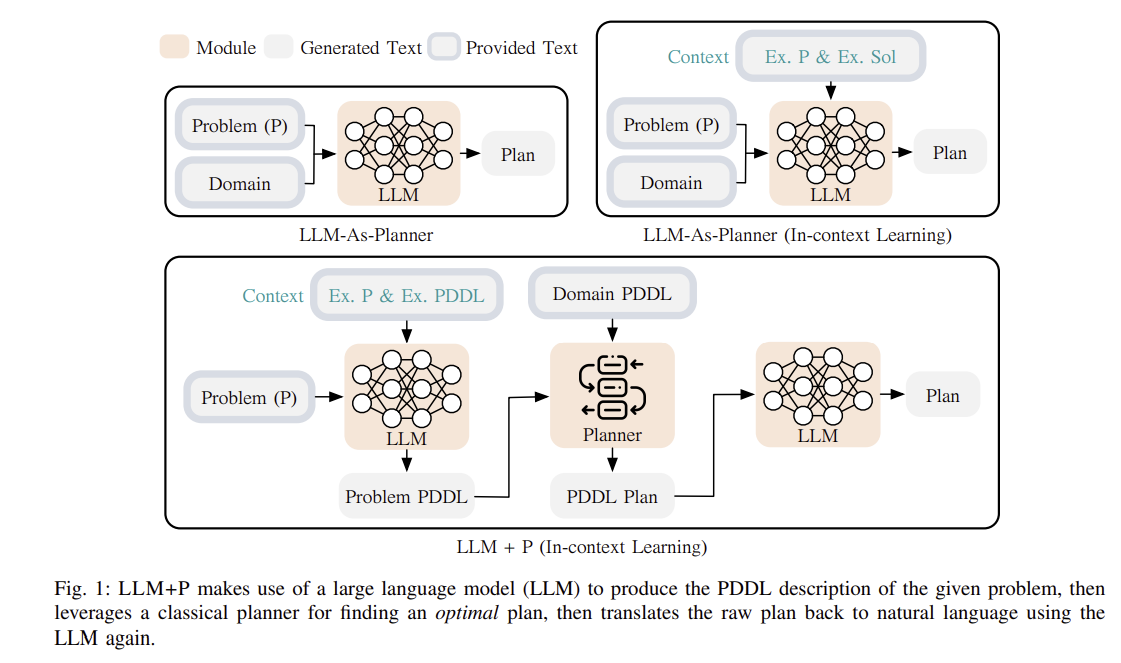 Module Generated Text Provided Text
Problem (P)
Domain
LLM
Plan
LLM-As-Planner
Context Ex. P & Ex. Sol
Problem (P)
Domain
LLM
Plan
LLM-As-Planner (In-context Learning)
Context Ex. P & Ex. PDDL
Domain PDDL
Problem (P)
LLM
Planner
LLM
Plan
Problem PDDL
PDDL Plan
LLM + P (In-context Learning)
Fig. 1: LLM+P makes use of a large language model (LLM) to produce the PDDL description of the given problem, then
leverages a classical planner for finding an optimal plan, then translates the raw plan back to natural language using the
LLM again.